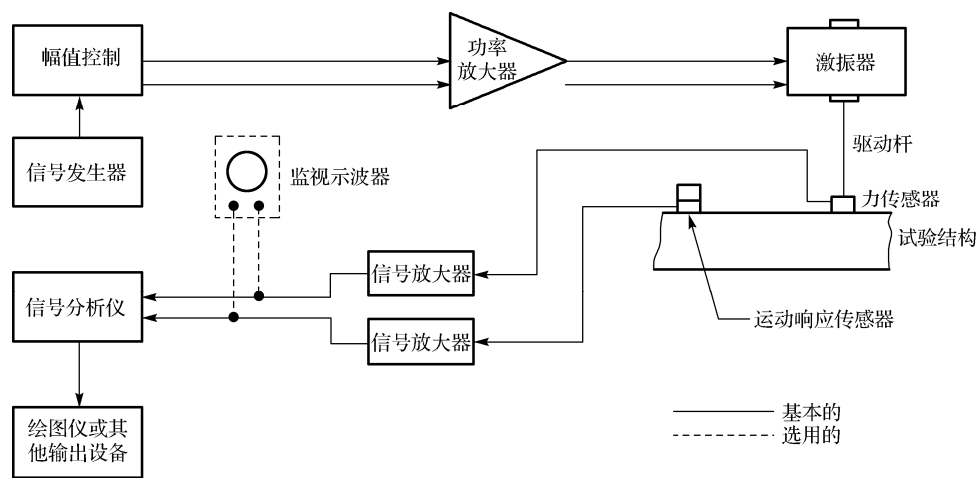 幅值控制
功率
放大器
激振器
信号发生器
监视示波器
驱动杆
力传感器
试验结构
信号放大器
信号分析仪
信号放大器
运动响应传感器
绘图仪或其
他输出设备
基本的
选用的